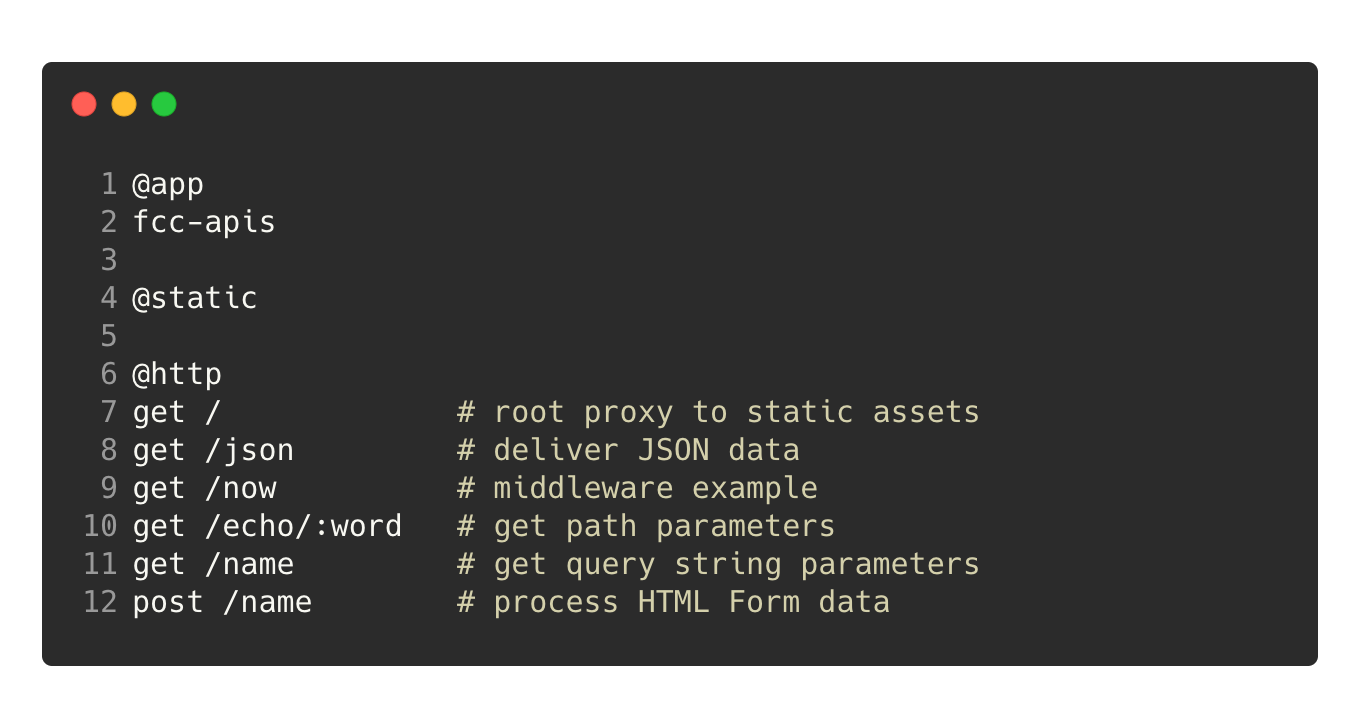 1 @app
2 fcc-apis
3
4 @static
5
6 @http
7 get /             # root proxy to static assets
8 get /json         # deliver JSON data
9 get /now          # middleware example
10 get /echo/:word   # get path parameters
11 get /name         # get query string parameters
12 post /name        # process HTML Form data